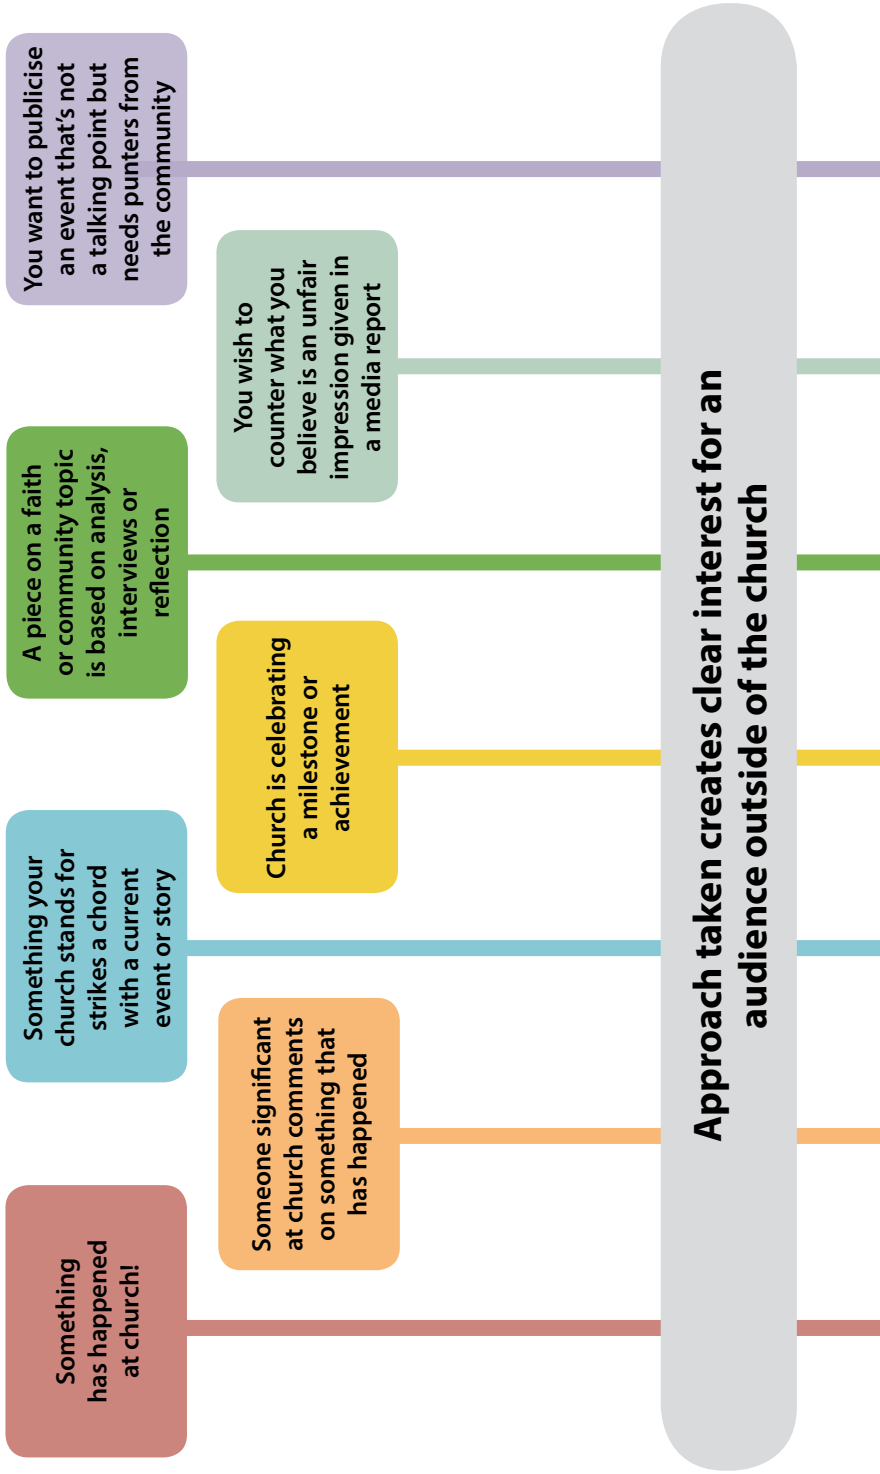 Something
has happened
at church!
Someone significant
at church comments
on something that
has happened
Something your
church stands for
strikes a chord
with a current
event or story
Church is celebrating
a milestone or
achievement
A piece on a faith
or community topic
is based on analysis,
interviews or
reflection
You wish to
counter what you
believe is an unfair
impression given in
a media report
You want to publicise
an event that's not
a talking point but
needs punters from
the community
Approach taken creates clear interest for an
audience outside of the church